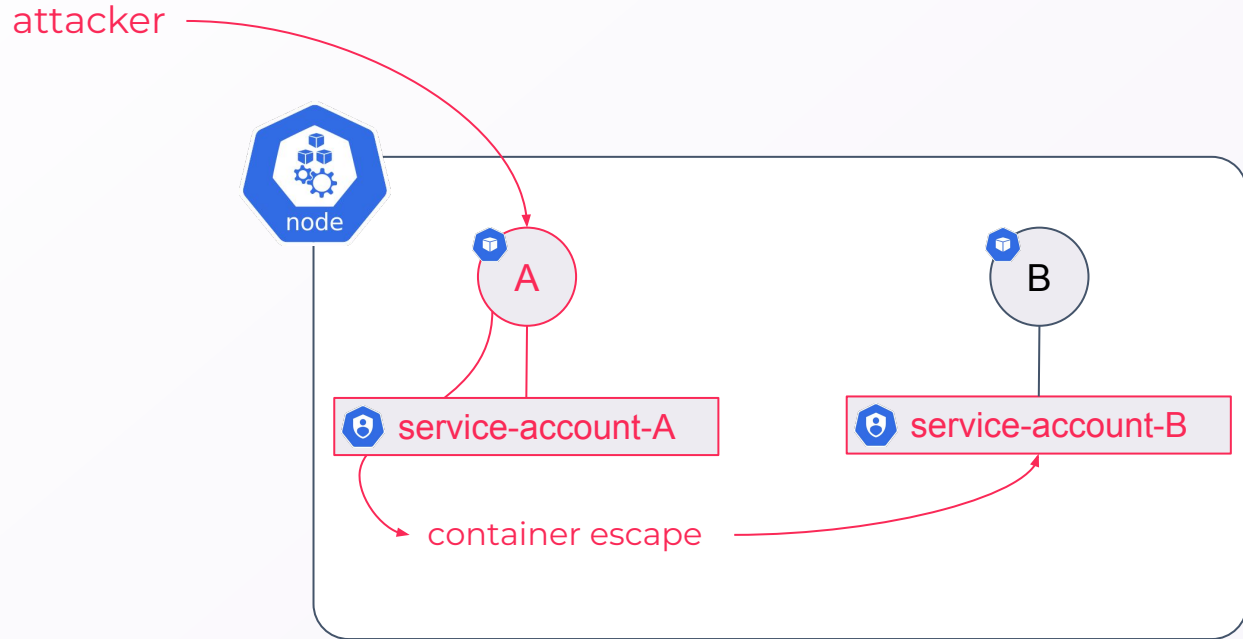 attacker
node
A
B
service-account-A
service-account-B
container escape